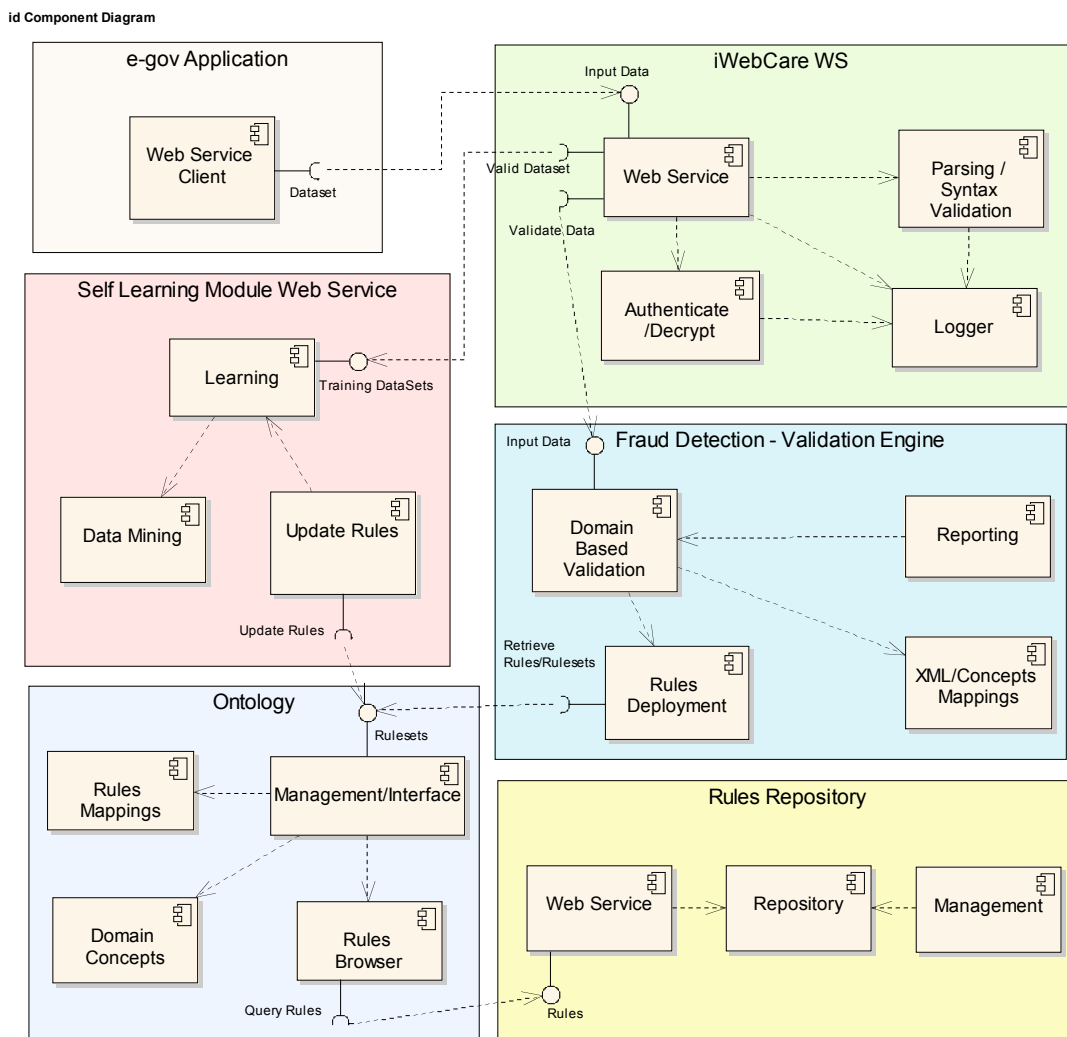 id Component Diagram
e-gov Application
Web Service
Client
Dataset
iWebCare WS
Input Data
Valid Dataset
Validate Data
Web Service
Parsing /
Syntax
Validation
Authenticate
/Decrypt
Logger
Self Learning Module Web Service
Learning
Training DataSets
Data Mining
Update Rules
Update Rules
Fraud Detection - Validation Engine
Input Data
Domain
Based
Validation
Reporting
Retrieve
Rules/Rulesets
Rules
Deployment
XML/Concepts
Mappings
Ontology
Rulesets
Rules
Mappings
Management/Interface
Domain
Concepts
Rules
Browser
Query Rules
Rules Repository
Web Service
Repository
Management
Rules